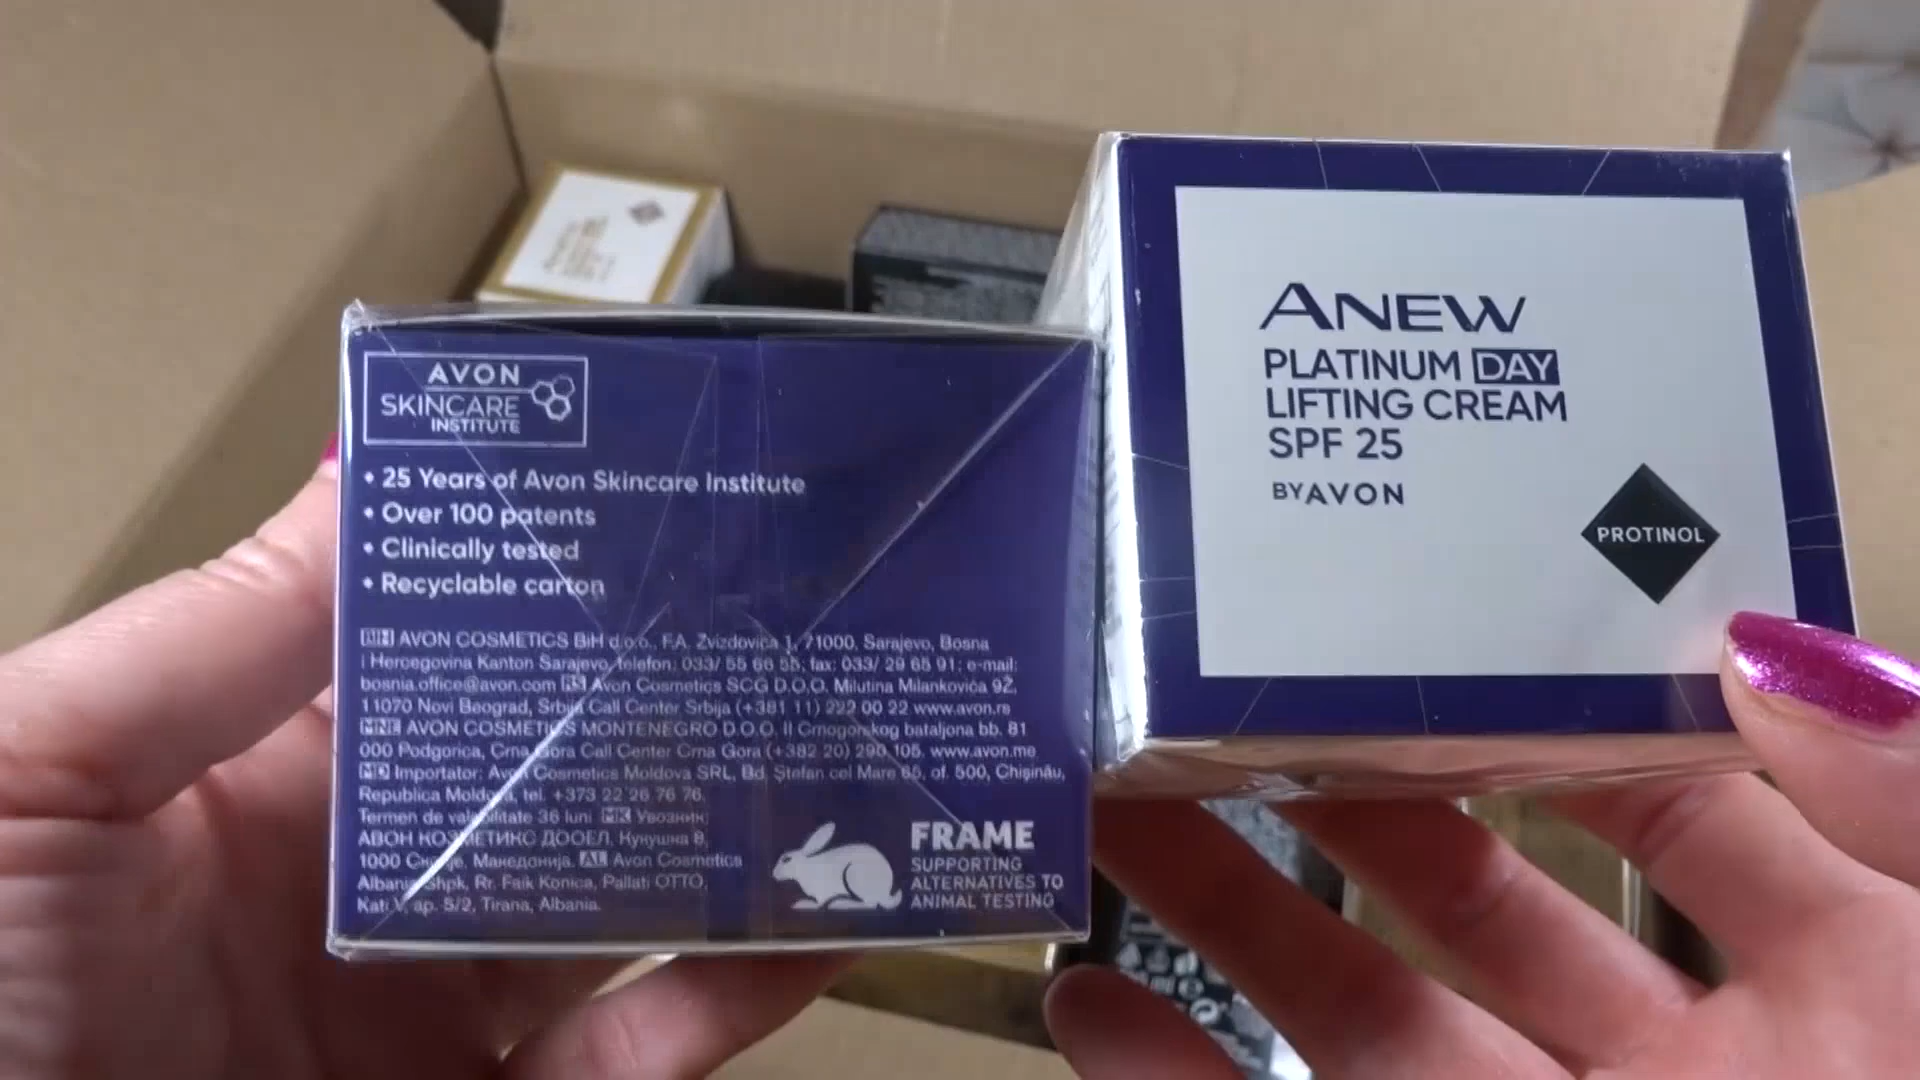 AVON
SKINCARE
INSTITUTE
• 25 Years of Avon Skincare Institute
• Over 100 patents
• Clinically tested
• Recyclable carton
BIH AVON COSMETICS BiH d.o.o., F.A. Zvizdovića 1, 71000, Sarajevo, Bosna
i Hercegovina Kanton Sarajevo, telefon: 033/ 55 66 55; fax: 033/ 29 65 91; e-mail:
bosnia.office@avon.com RS Avon Cosmetics SCG D.O.O. Milutina Milankovića 9Ž,
11070 Novi Beograd, Srbija Call Center Srbija (+381 11) 222 00 22 www.avon.rs
MNE AVON COSMETICS MONTENEGRO D.O.O. II Crnogorskog bataljona bb. 81
000 Podgorica, Crna Gora Call Center Crna Gora (+382 20) 290 105. www.avon.me
MD Importator: Avon Cosmetics Moldova SRL, Bd. Ștefan cel Mare 65, of. 500, Chișinău,
Republica Moldova, tel. +373 22 26 76 76.
Termen de valabilitate 36 luni MK Увозник:
АВОН КОЗМЕТИКС ДООЕЛ, Кукушка 8,
1000 Скопје, Македонија. AL Avon Cosmetics
Albania Shpk, Rr. Faik Konica, Pallati OTTO,
Kati V, ap. 5/2, Tirana, Albania.
FRAME
SUPPORTING
ALTERNATIVES TO
ANIMAL TESTING
ANEW
PLATINUM DAY
LIFTING CREAM
SPF 25
BY AVON
PROTINOL